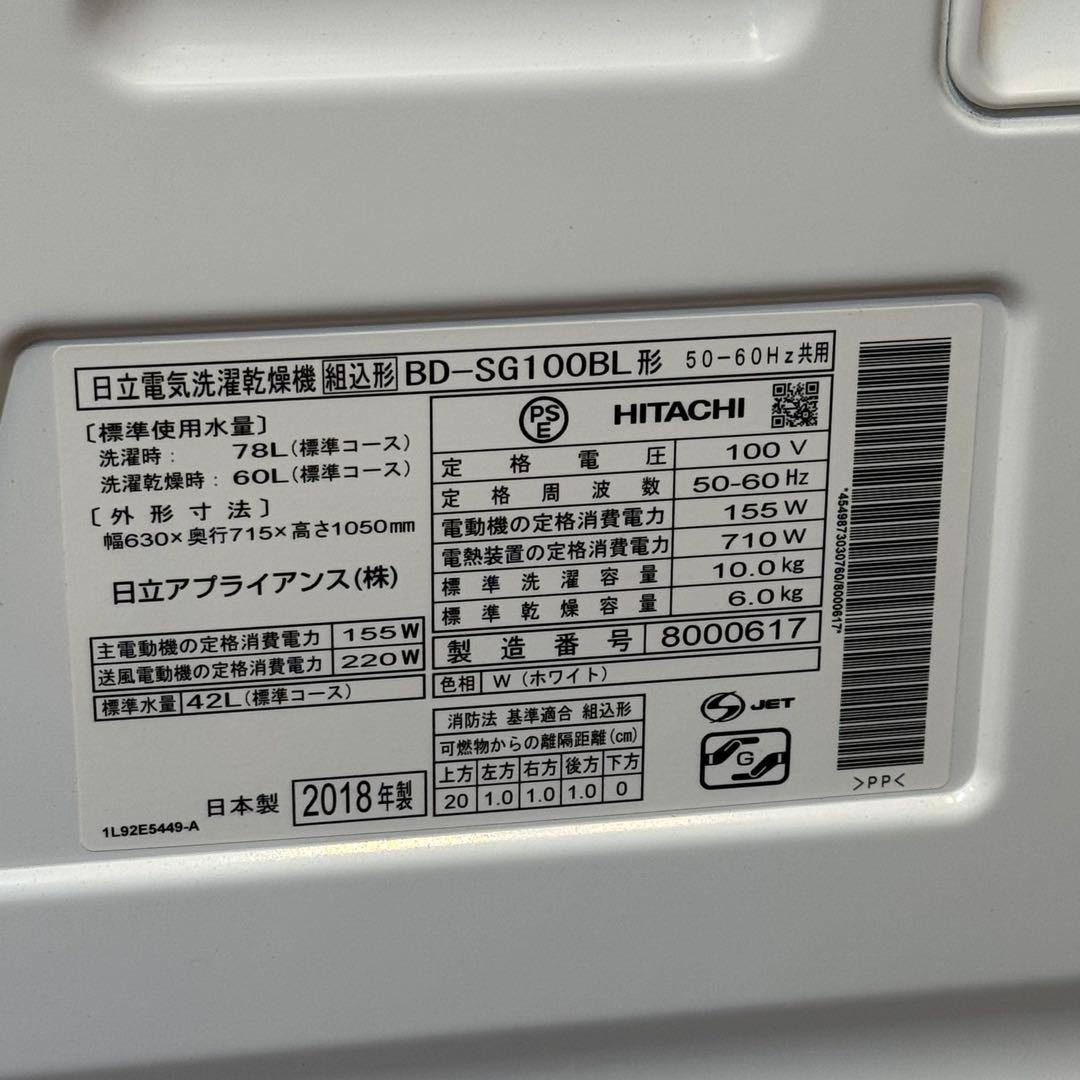 日立電気洗濯乾燥機 組込形 BD-SG100BL形 50-60Hz共用
〔標準使用水量〕
洗濯時： 78L(標準コース)
洗濯乾燥時： 60L(標準コース)
〔外形寸法〕
幅630×奥行715×高さ1050mm
日立アプライアンス(株)
主電動機の定格消費電力 155W
送風電動機の定格消費電力 220W
標準水量 42L(標準コース)
日本製 2018年製
1L92E5449-A
PSE HITACHI
定格電圧 100V
定格周波数 50-60Hz
電動機の定格消費電力 155W
電熱装置の定格消費電力 710W
標準洗濯容量 10.0kg
標準乾燥容量 6.0kg
製造番号 8000617
色相 W（ホワイト）
消防法 基準適合 組込形
可燃物からの離隔距離(cm)
上方 左方 右方 後方 下方
20 1.0 1.0 1.0 0
S JET
G
*4549873030760/8000617*
>PP<